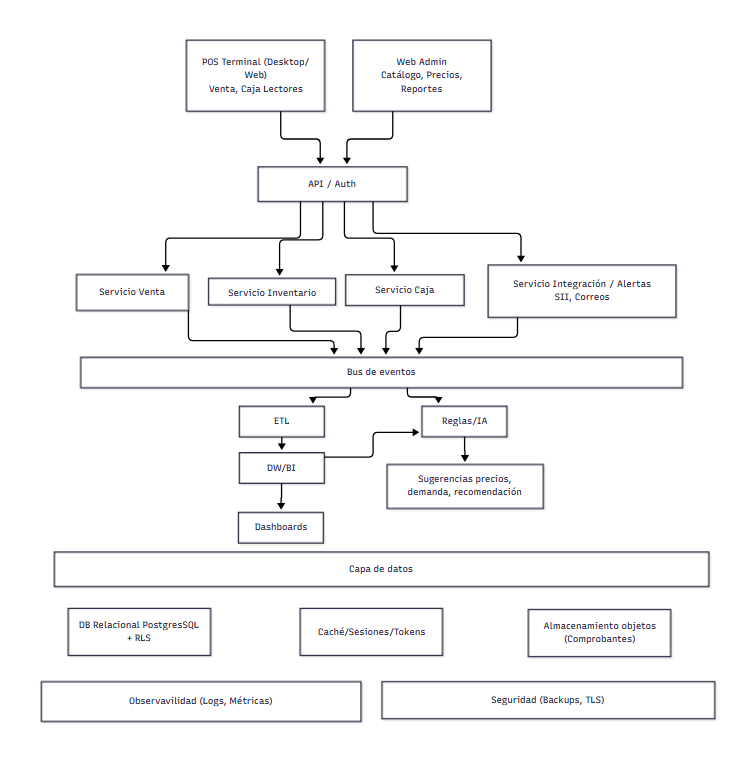 POS Terminal (Desktop/
Web)
Venta, Caja Lectores
Web Admin
Catálogo, Precios,
Reportes
API / Auth
Servicio Venta
Servicio Inventario
Servicio Caja
Servicio Integración / Alertas
SII, Correos
Bus de eventos
ETL
Reglas/IA
DW/BI
Sugerencias precios,
demanda, recomendación
Dashboards
Capa de datos
DB Relacional PostgresSQL
+ RLS
Caché/Sesiones/Tokens
Almacenamiento objetos
(Comprobantes)
Observavilidad (Logs, Métricas)
Seguridad (Backups, TLS)